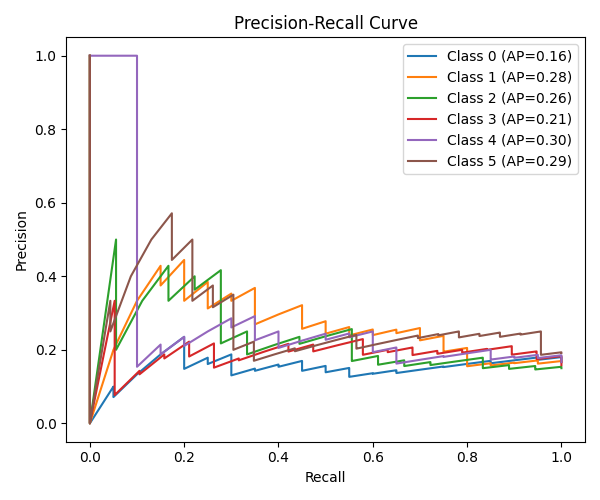 Precision-Recall Curve
Class 0 (AP=0.16)
Class 1 (AP=0.28)
Class 2 (AP=0.26)
Class 3 (AP=0.21)
Class 4 (AP=0.30)
Class 5 (AP=0.29)
Precision
1.0
0.8
0.6
0.4
0.2
0.0
0.0 0.2 0.4 0.6 0.8 1.0
Recall